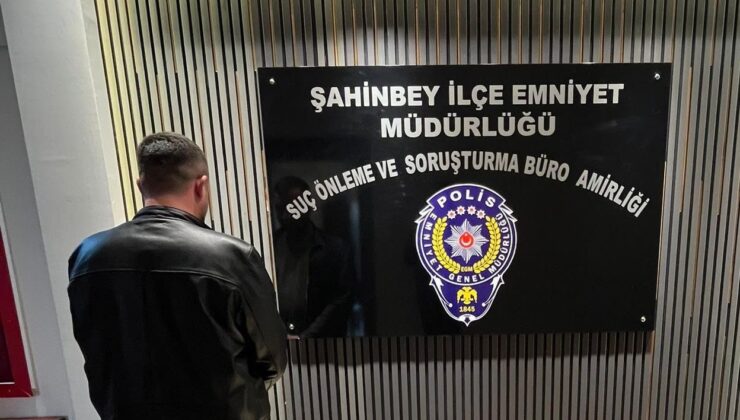 ŞAHİNBEY İLÇE EMNİYET
MÜDÜRLÜĞÜ
SUÇ ÖNLEME VE SORUŞTURMA BÜRO AMİRLİĞİ
POLİS
EMNİYET GENEL MÜDÜRLÜĞÜ
EGM
1845